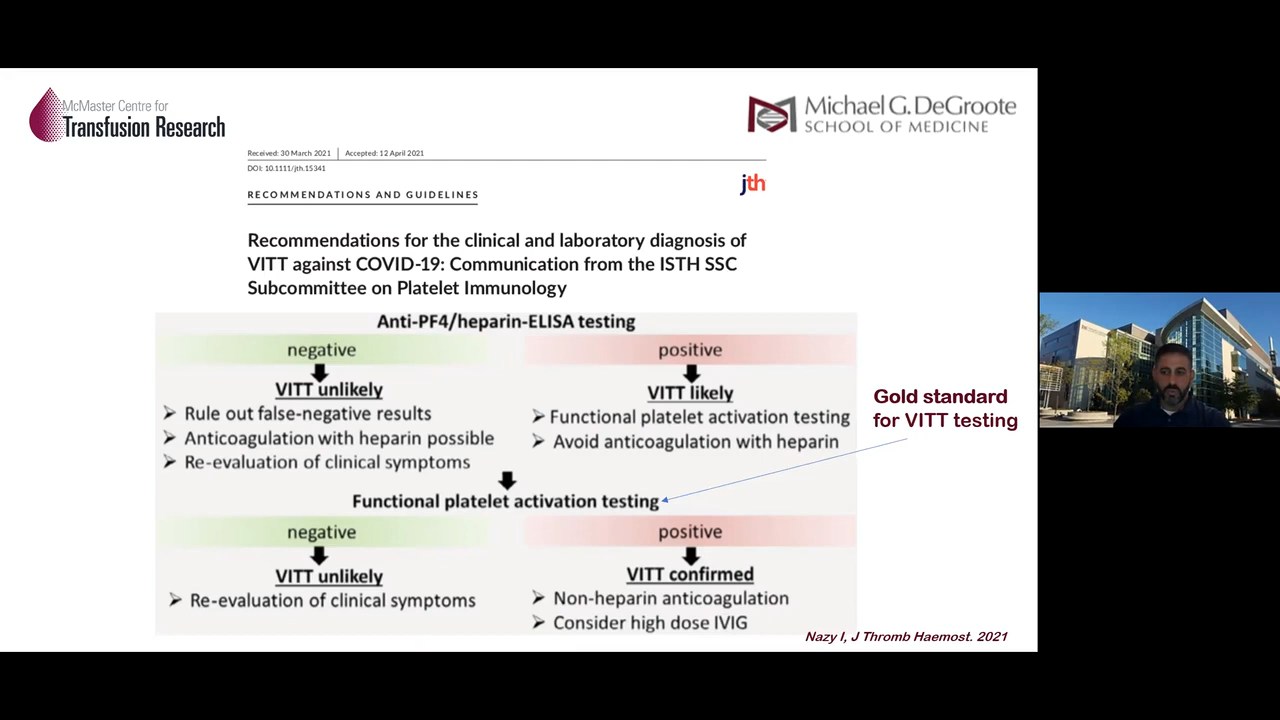 McMaster Centre for
Transfusion Research
Michael G. DeGroote
SCHOOL OF MEDICINE
Received: 30 March 2021 | Accepted: 12 April 2021
DOI: 10.1111/jth.15341
jth
RECOMMENDATIONS AND GUIDELINES
Recommendations for the clinical and laboratory diagnosis of
VITT against COVID-19: Communication from the ISTH SSC
Subcommittee on Platelet Immunology
Anti-PF4/heparin-ELISA testing
negative
VITT unlikely
➢ Rule out false-negative results
➢ Anticoagulation with heparin possible
➢ Re-evaluation of clinical symptoms
positive
VITT likely
➢ Functional platelet activation testing
➢ Avoid anticoagulation with heparin
Gold standard
for VITT testing
Functional platelet activation testing
negative
VITT unlikely
➢ Re-evaluation of clinical symptoms
positive
VITT confirmed
➢ Non-heparin anticoagulation
➢ Consider high dose IVIG
Nazy I, J Thromb Haemost. 2021